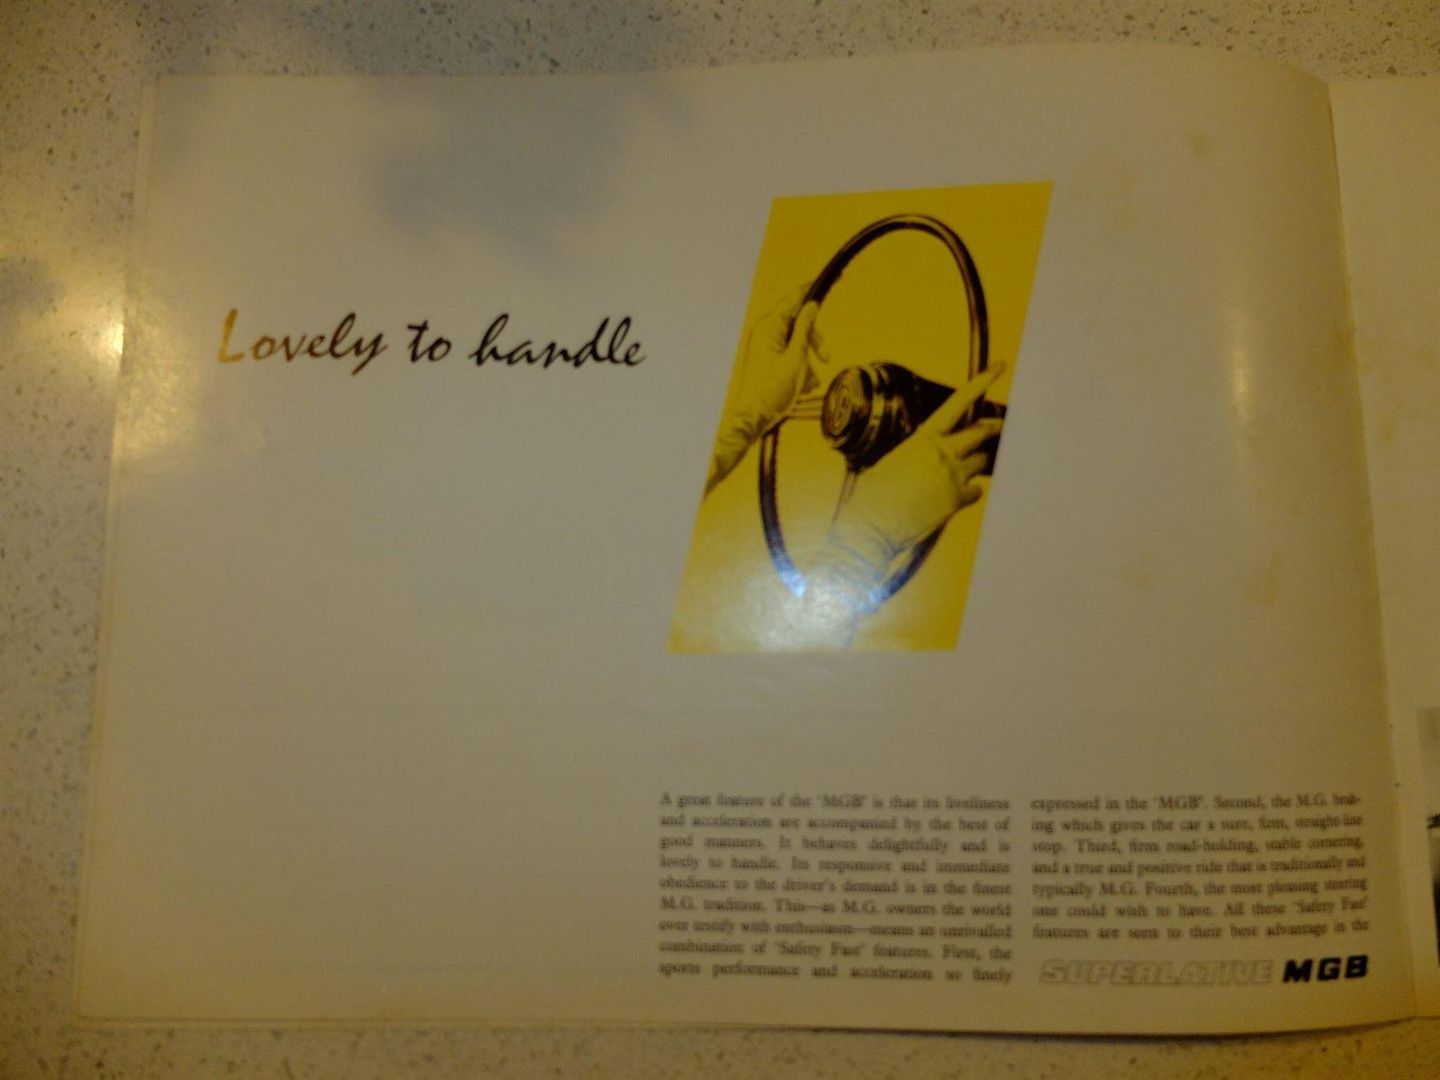 Lovely to handle
A great feature of the 'MGB' is that its liveliness
and acceleration are accompanied by the best of
good manners. It behaves delightfully and is
lovely to handle. Its responsive and immediate
obedience to the driver's demand is in the finest
M.G. tradition. This—as M.G. owners the world
over testify with enthusiasm—means an unrivalled
combination of 'Safety Fast' features. First, the
sports performance and acceleration so finely
expressed in the 'MGB'. Second, the M.G. brak-
ing which gives the car a sure, firm, straight-line
stop. Third, firm road-holding, stable cornering,
and a true and positive ride that is traditionally and
typically M.G. Fourth, the most pleasing steering
one could wish to have. All these 'Safety Fast'
features are seen to their best advantage in the
SUPERLATIVE MGB